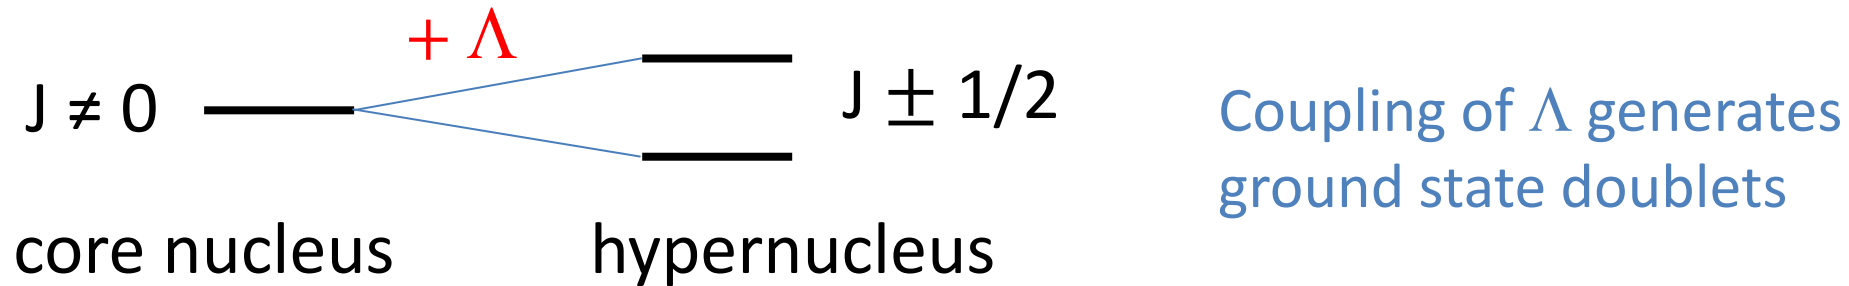 + Λ
J ≠ 0
J ± 1/2
core nucleus
hypernucleus
Coupling of Λ generates
ground state doublets